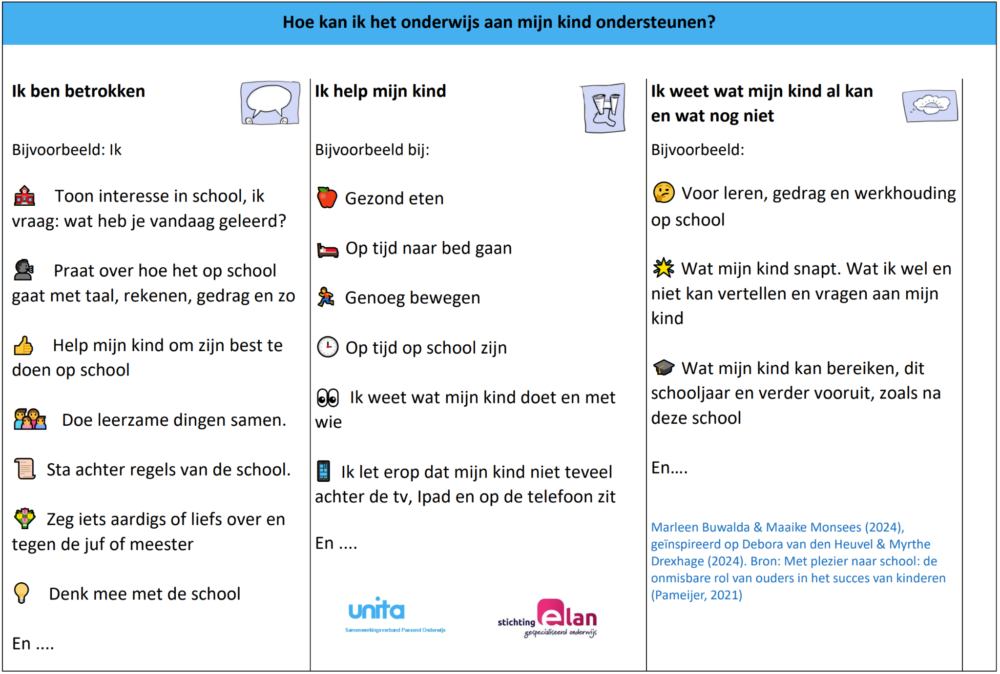 Hoe kan ik het onderwijs aan mijn kind ondersteunen?
Ik ben betrokken
Bijvoorbeeld: Ik
Toon interesse in school, ik
vraag: wat heb je vandaag geleerd?
Praat over hoe het op school
gaat met taal, rekenen, gedrag en zo
Help mijn kind om zijn best te
doen op school
Doe leerzame dingen samen.
Sta achter regels van de school.
Zeg iets aardigs of liefs over en
tegen de juf of meester
Denk mee met de school
En ....
Ik help mijn kind
Bijvoorbeeld bij:
Gezond eten
Op tijd naar bed gaan
Genoeg bewegen
Op tijd op school zijn
Ik weet wat mijn kind doet en met
wie
Ik let erop dat mijn kind niet teveel
achter de tv, Ipad en op de telefoon zit
En ....
unita
Samenwerkingsverband Passend Onderwijs
stichting elan
gespecialiseerd onderwijs
Ik weet wat mijn kind al kan
en wat nog niet
Bijvoorbeeld:
Voor leren, gedrag en werkhouding
op school
Wat mijn kind snapt. Wat ik wel en
niet kan vertellen en vragen aan mijn
kind
Wat mijn kind kan bereiken, dit
schooljaar en verder vooruit, zoals na
deze school
En....
Marleen Buwalda & Maaike Monsees (2024),
geïnspireerd op Debora van den Heuvel & Myrthe
Drexhage (2024). Bron: Met plezier naar school: de
onmisbare rol van ouders in het succes van kinderen
(Pameijer, 2021)